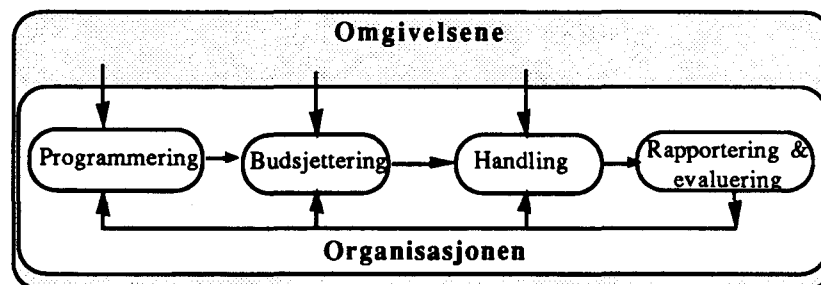 Omgivelsene
Programmering
Budsjettering
Handling
Rapportering &
evaluering
Organisasjonen